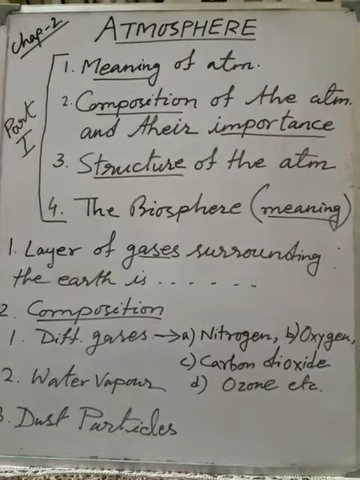 Chap-2
ATMOSPHERE
Part I
1. Meaning of atm.
2. Composition of the atm.
and their importance
3. Structure of the atm
4. The Biosphere (meaning)
1. Layer of gases surrounding
the earth is . . . . . .
2. Composition
1. Diff. gases → a) Nitrogen, b) Oxygen,
c) Carbon dioxide
2. Water Vapour d) Ozone etc.
3. Dust Particles